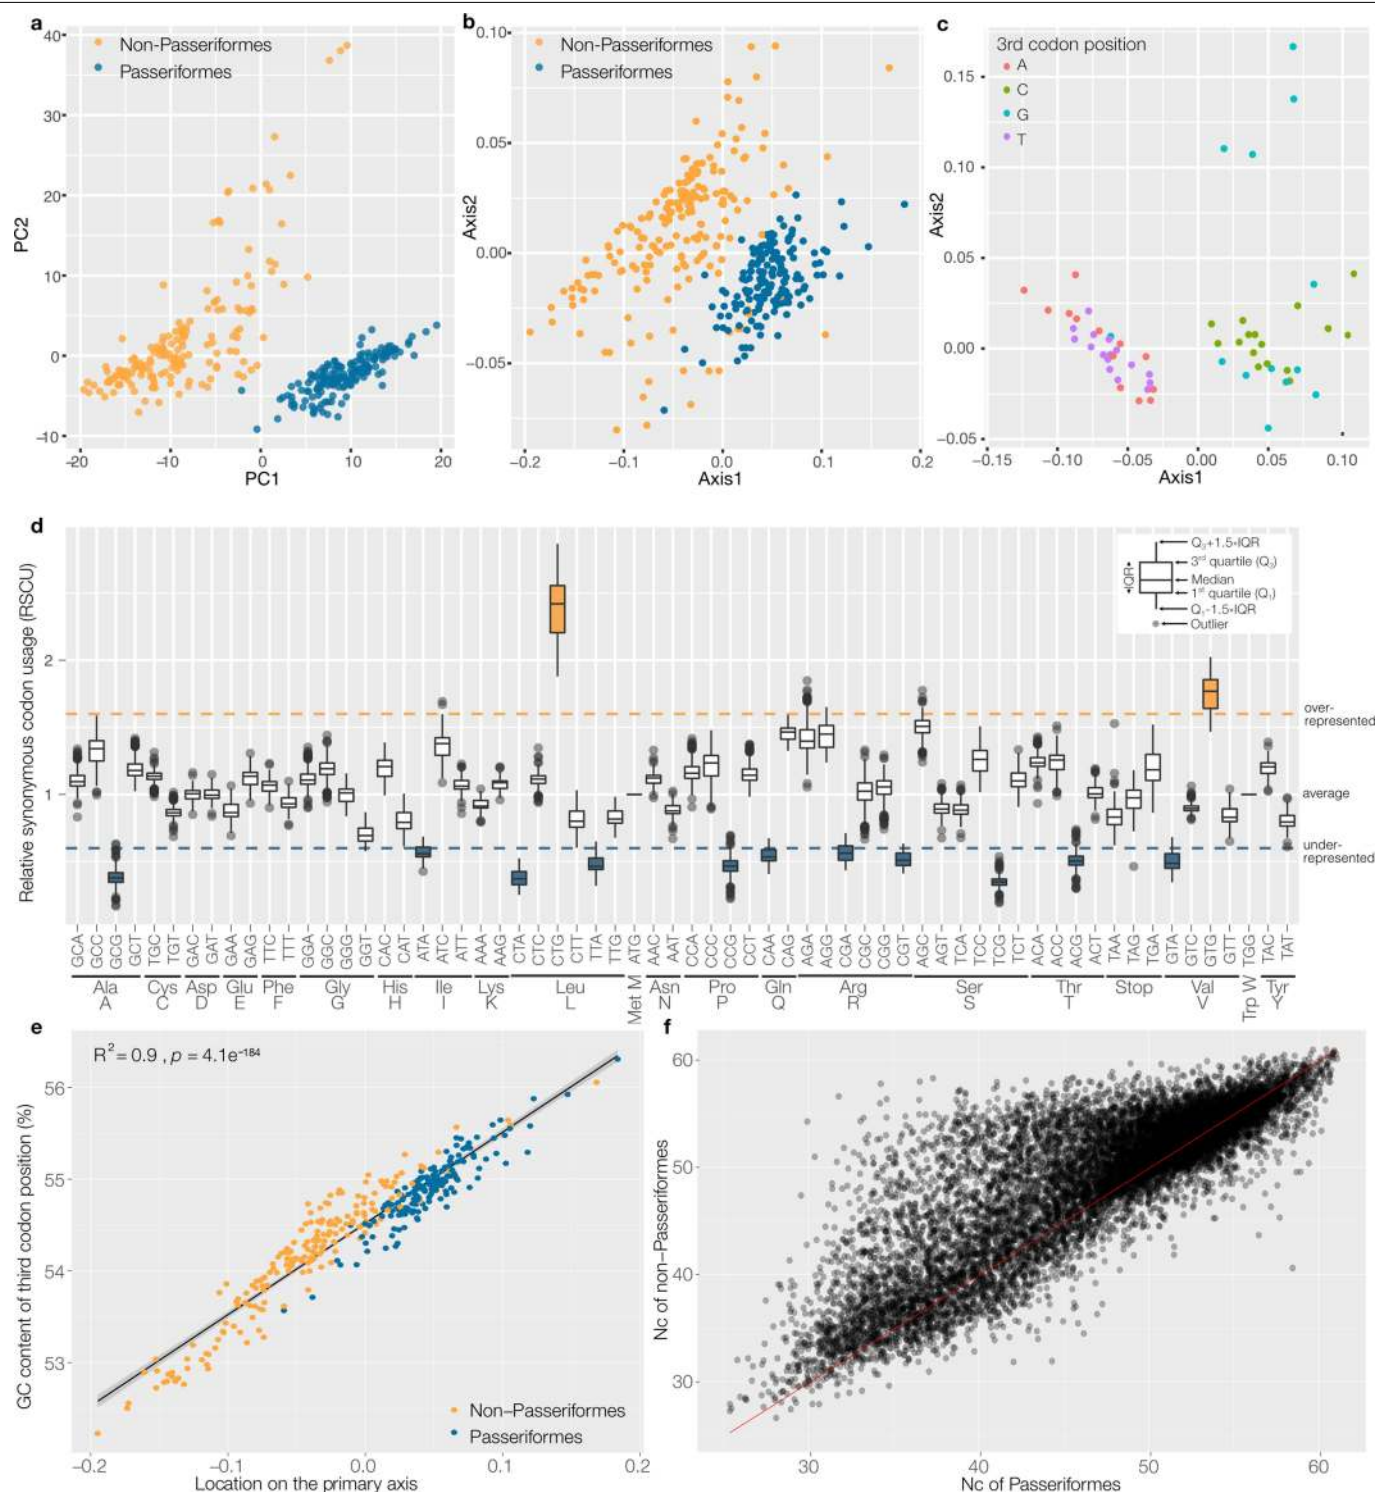 a
40
30
20
10
0
−10
PC2
−20
−10
0
10
20
PC1
Non-Passeriformes
Passeriformes
b
0.10
0.05
0.00
−0.05
Axis2
−0.2
−0.1
0.0
0.1
0.2
Axis1
Non-Passeriformes
Passeriformes
c
3rd codon position
A
C
G
T
0.15
0.10
0.05
0.00
−0.05
Axis2
−0.15
−0.10
−0.05
0.00
0.05
0.10
Axis1
d
Relative synonymous codon usage (RSCU)
2
1
IQR
Q3+1.5*IQR
3rd quartile (Q3)
Median
1st quartile (Q1)
Q1-1.5*IQR
Outlier
over-
represented
average
under-
represented
GCA GCC GCG GCT TGC TGT GAC GAT GAA GAG TTC TTT GGA GGC GGG GGT CAC CAT ATA ATC ATT AAA AAG CTA CTC CTG CTT TTA TTG ATG AAC AAT CCA CCC CCG CCT CAA CAG AGA AGG CGA CGC CGG CGT AGC AGT TCA TCC TCG TCT ACA ACC ACG ACT TAA TAG TGA GTA GTC GTG GTT TGG TAC TAT
Ala Cys Asp Glu Phe Gly His Ile Lys Leu Met M Asn Pro Gln Arg Ser Thr Stop Val Trp W Tyr
A C D E F G H I K L N P Q R S T V Y
e
R2 = 0.9 , p = 4.1e−184
56
55
54
53
GC content of third codon position (%)
−0.2
−0.1
0.0
0.1
0.2
Location on the primary axis
Non−Passeriformes
Passeriformes
f
60
50
40
30
Nc of non−Passeriformes
30
40
50
60
Nc of Passeriformes